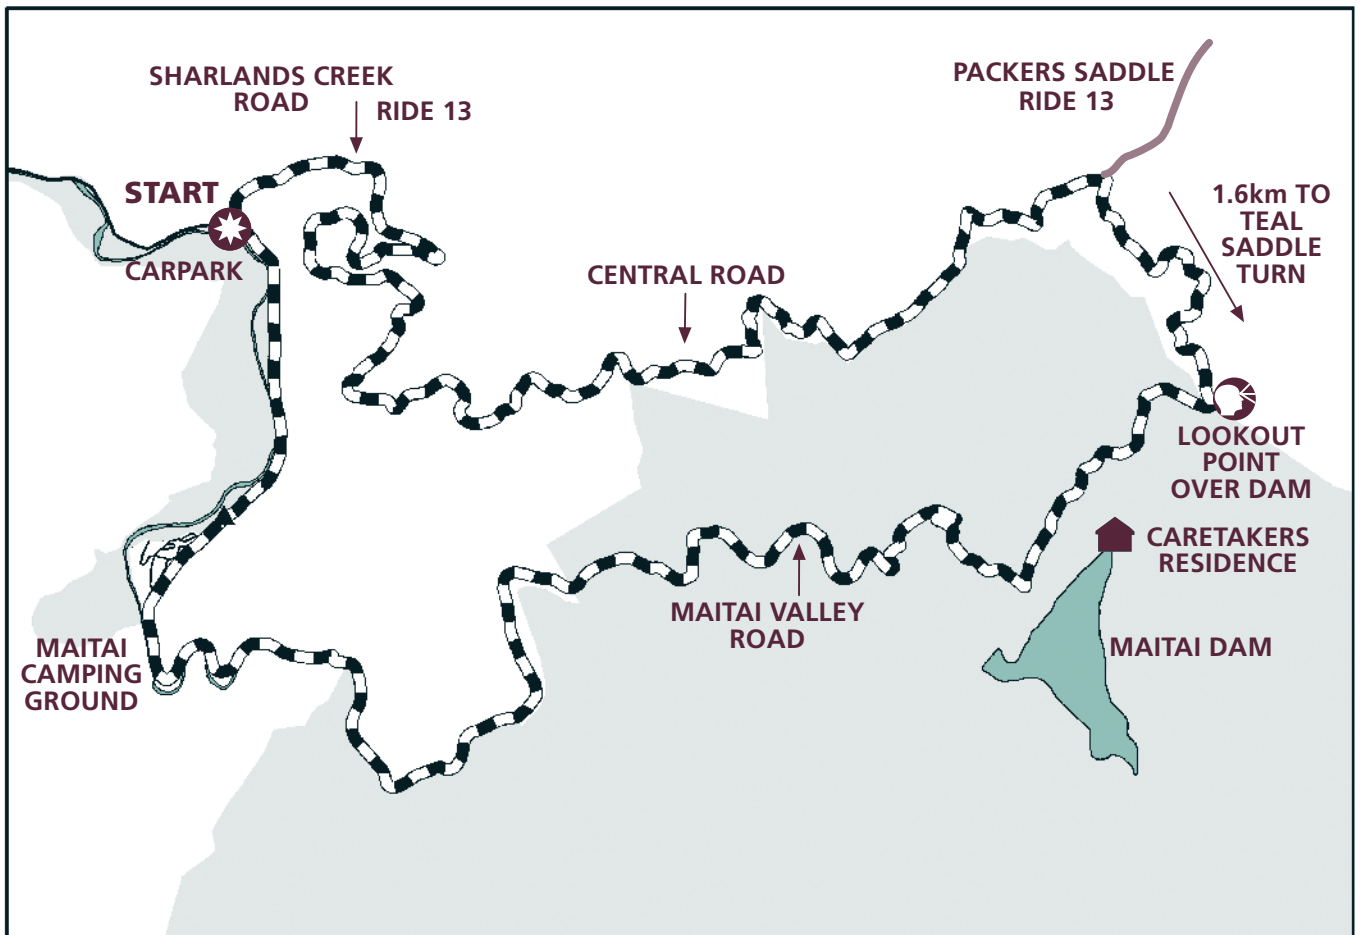 SHARLANDS CREEK
ROAD
RIDE 13
PACKERS SADDLE
RIDE 13
START
CARPARK
1.6km TO
TEAL
SADDLE
TURN
CENTRAL ROAD
LOOKOUT
POINT
OVER DAM
CARETAKERS
RESIDENCE
MAITAI VALLEY
ROAD
MAITAI DAM
MAITAI
CAMPING
GROUND